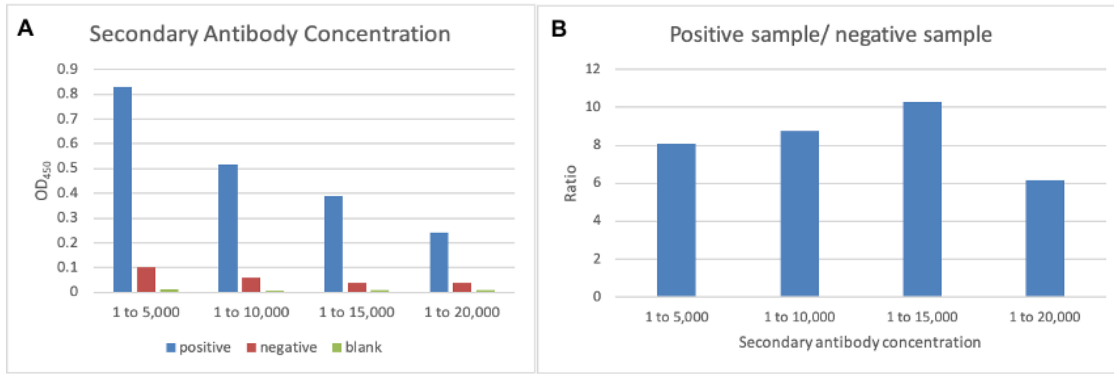 A
Secondary Antibody Concentration
0.9
0.8
0.7
0.6
0.5
0.4
0.3
0.2
0.1
0
OD450
1 to 5,000 1 to 10,000 1 to 15,000 1 to 20,000
positive negative blank
B
Positive sample/ negative sample
12
10
8
6
4
2
0
Ratio
1 to 5,000 1 to 10,000 1 to 15,000 1 to 20,000
Secondary antibody concentration